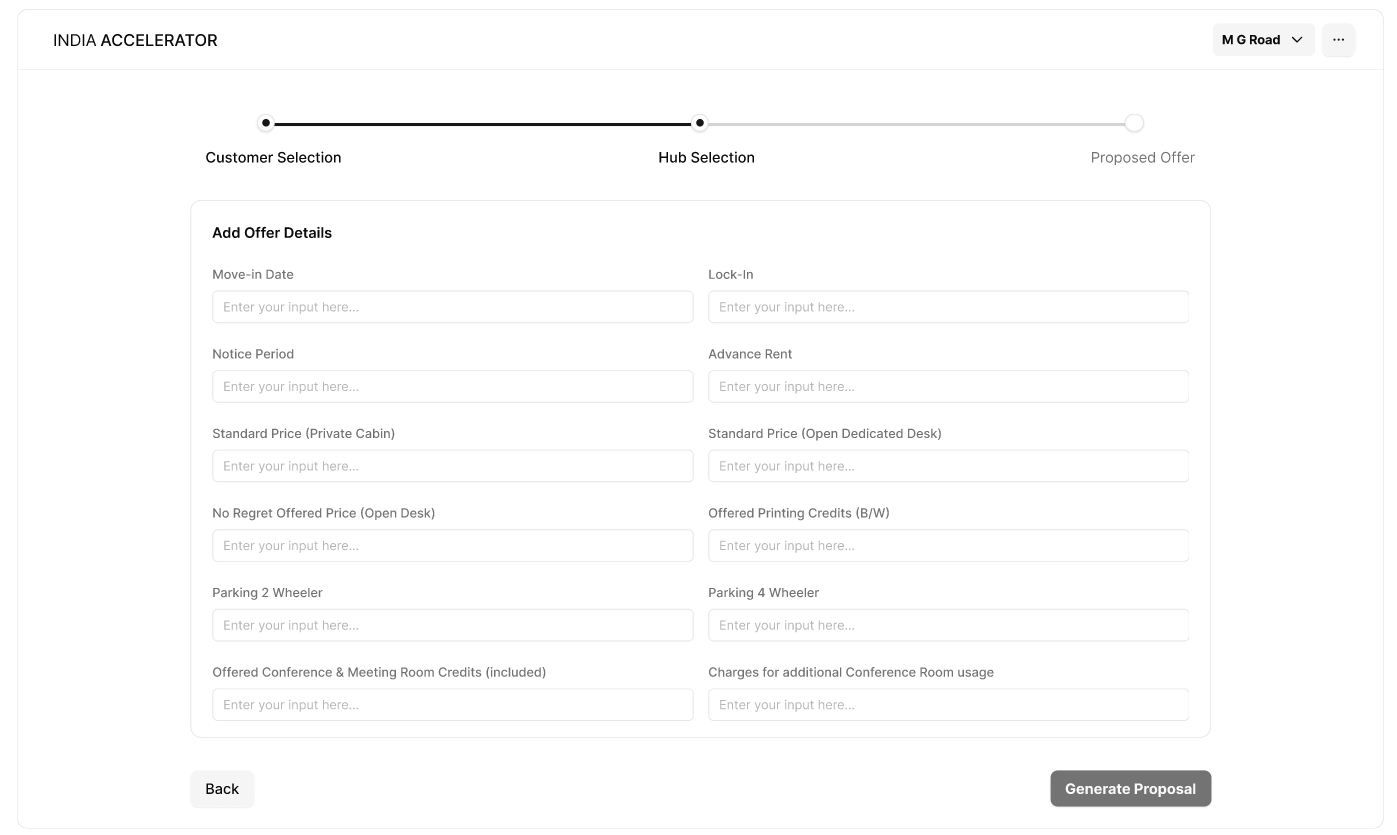 INDIA ACCELERATOR
M G Road
...
Customer Selection
Hub Selection
Proposed Offer
Add Offer Details
Move-in Date
Lock-In
Enter your input here...
Enter your input here...
Notice Period
Advance Rent
Enter your input here...
Enter your input here...
Standard Price (Private Cabin)
Standard Price (Open Dedicated Desk)
Enter your input here...
Enter your input here...
No Regret Offered Price (Open Desk)
Offered Printing Credits (B/W)
Enter your input here...
Enter your input here...
Parking 2 Wheeler
Parking 4 Wheeler
Enter your input here...
Enter your input here...
Offered Conference & Meeting Room Credits (included)
Charges for additional Conference Room usage
Enter your input here...
Enter your input here...
Back
Generate Proposal